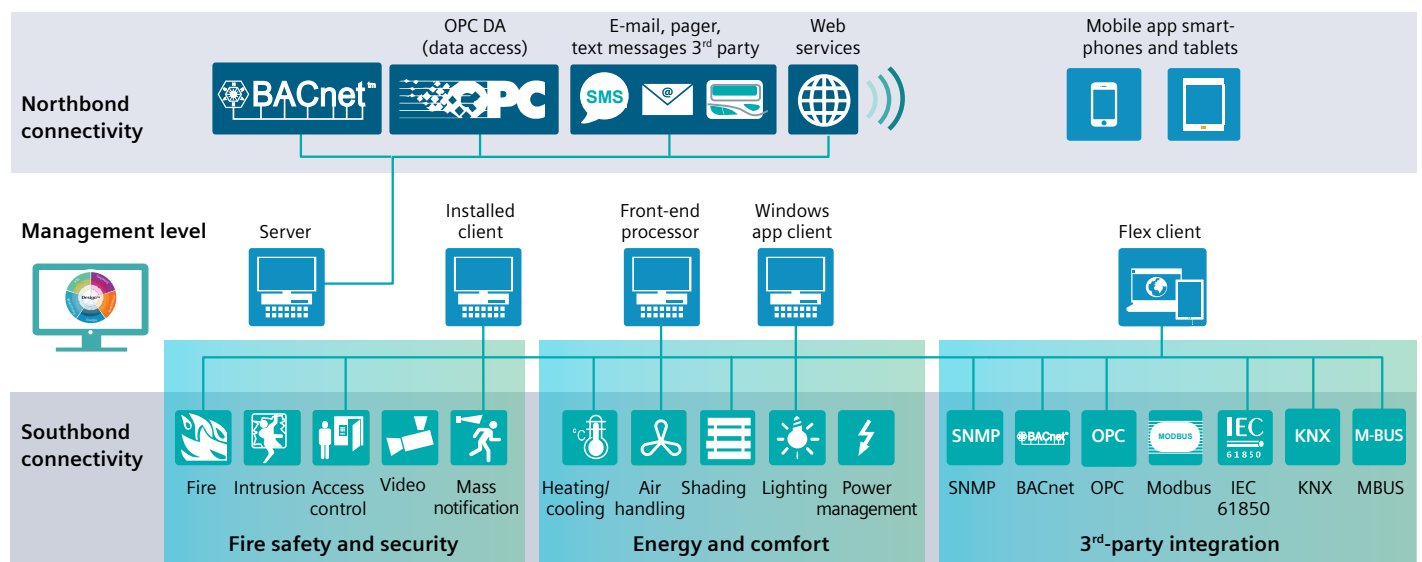 OPC DA
(data access)
E-mail, pager,
text messages 3rd party
Web
services
Mobile app smart-
phones and tablets
Northbond
connectivity
BACnet™
OPC
SMS
@
Management level
Server
Installed
client
Front-end
processor
Windows
app client
Flex client
Southbond
connectivity
°C
SNMP
BACnet™
OPC
MODBUS
IEC
61850
KNX
M-BUS
Fire
Intrusion
Access
control
Video
Mass
notification
Heating/
cooling
Air
handling
Shading
Lighting
Power
management
SNMP
BACnet
OPC
Modbus
IEC
61850
KNX
MBUS
Fire safety and security
Energy and comfort
3rd-party integration